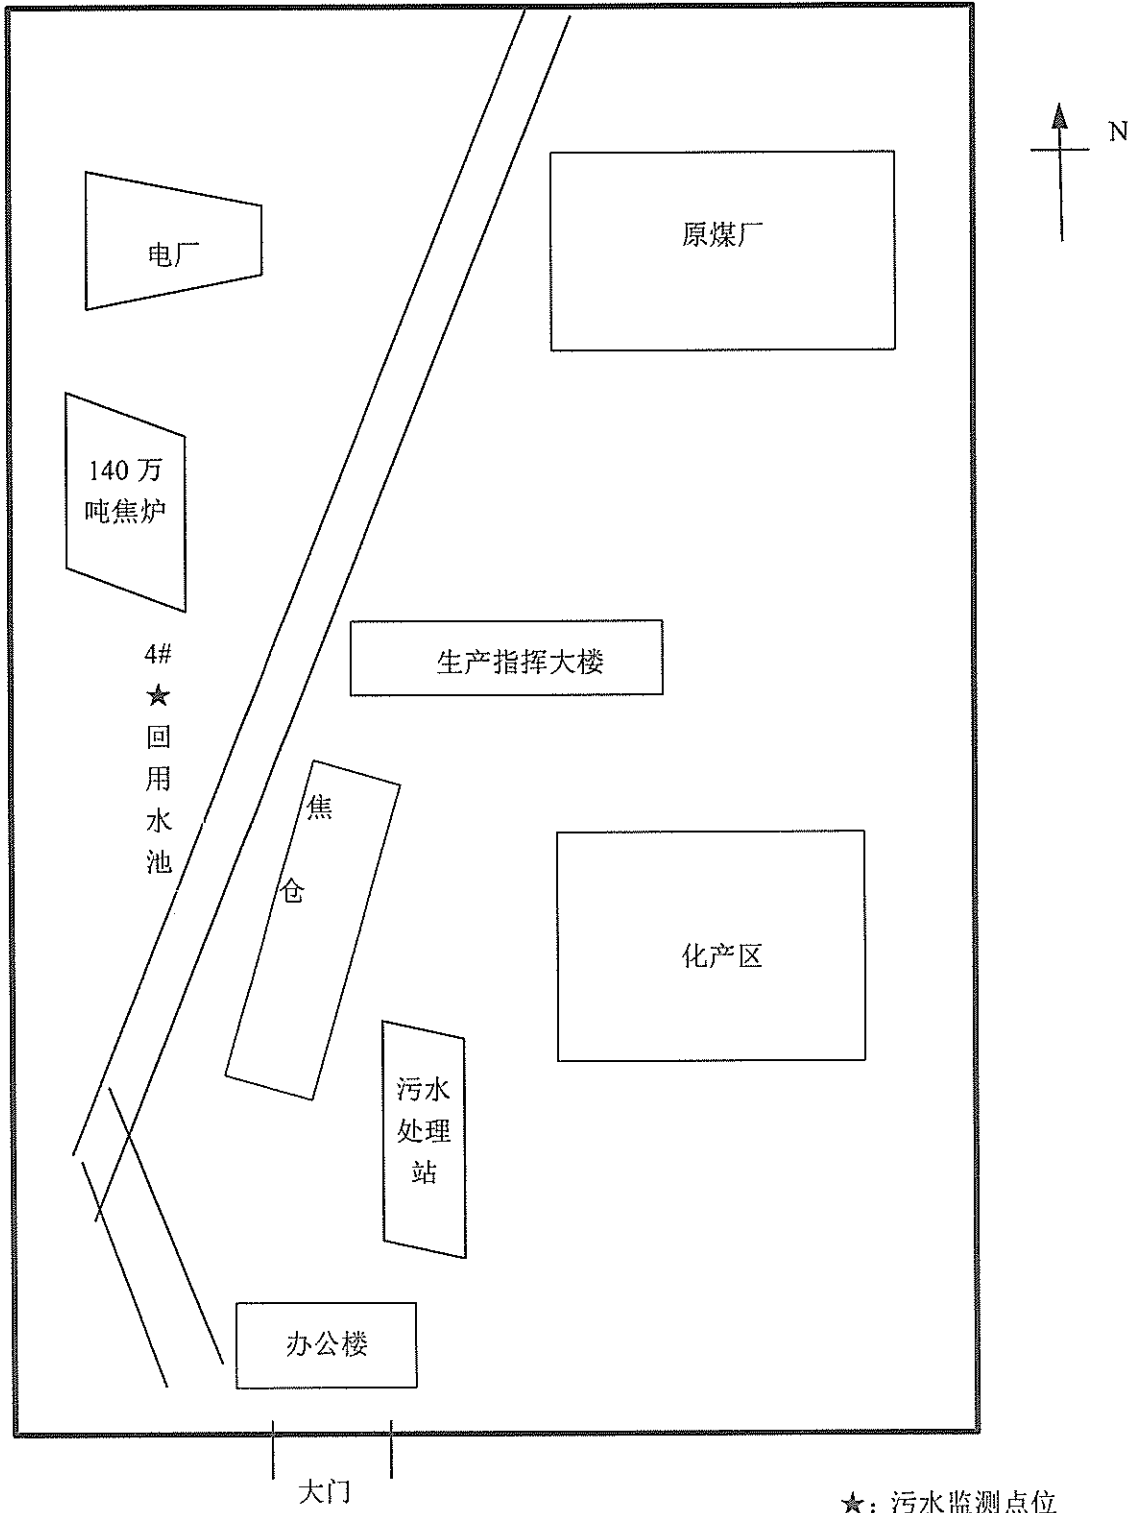 N
原煤厂
电厂
140 万
吨焦炉
4#
★
回
用
水
池
生产指挥大楼
焦
仓
化产区
污水
处理
站
办公楼
大门
★：污水监测点位